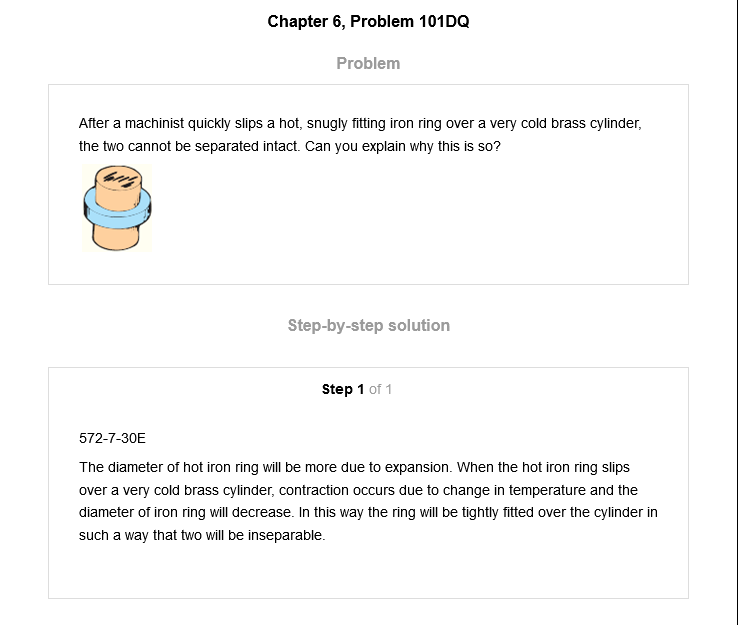 Chapter 6, Problem 101DQ
Problem
After a machinist quickly slips a hot, snugly fitting iron ring over a very cold brass cylinder,
the two cannot be separated intact. Can you explain why this is so?
Step-by-step solution
Step 1 of 1
572-7-30E
The diameter of hot iron ring will be more due to expansion. When the hot iron ring slips
over a very cold brass cylinder, contraction occurs due to change in temperature and the
diameter of iron ring will decrease. In this way the ring will be tightly fitted over the cylinder in
such a way that two will be inseparable.